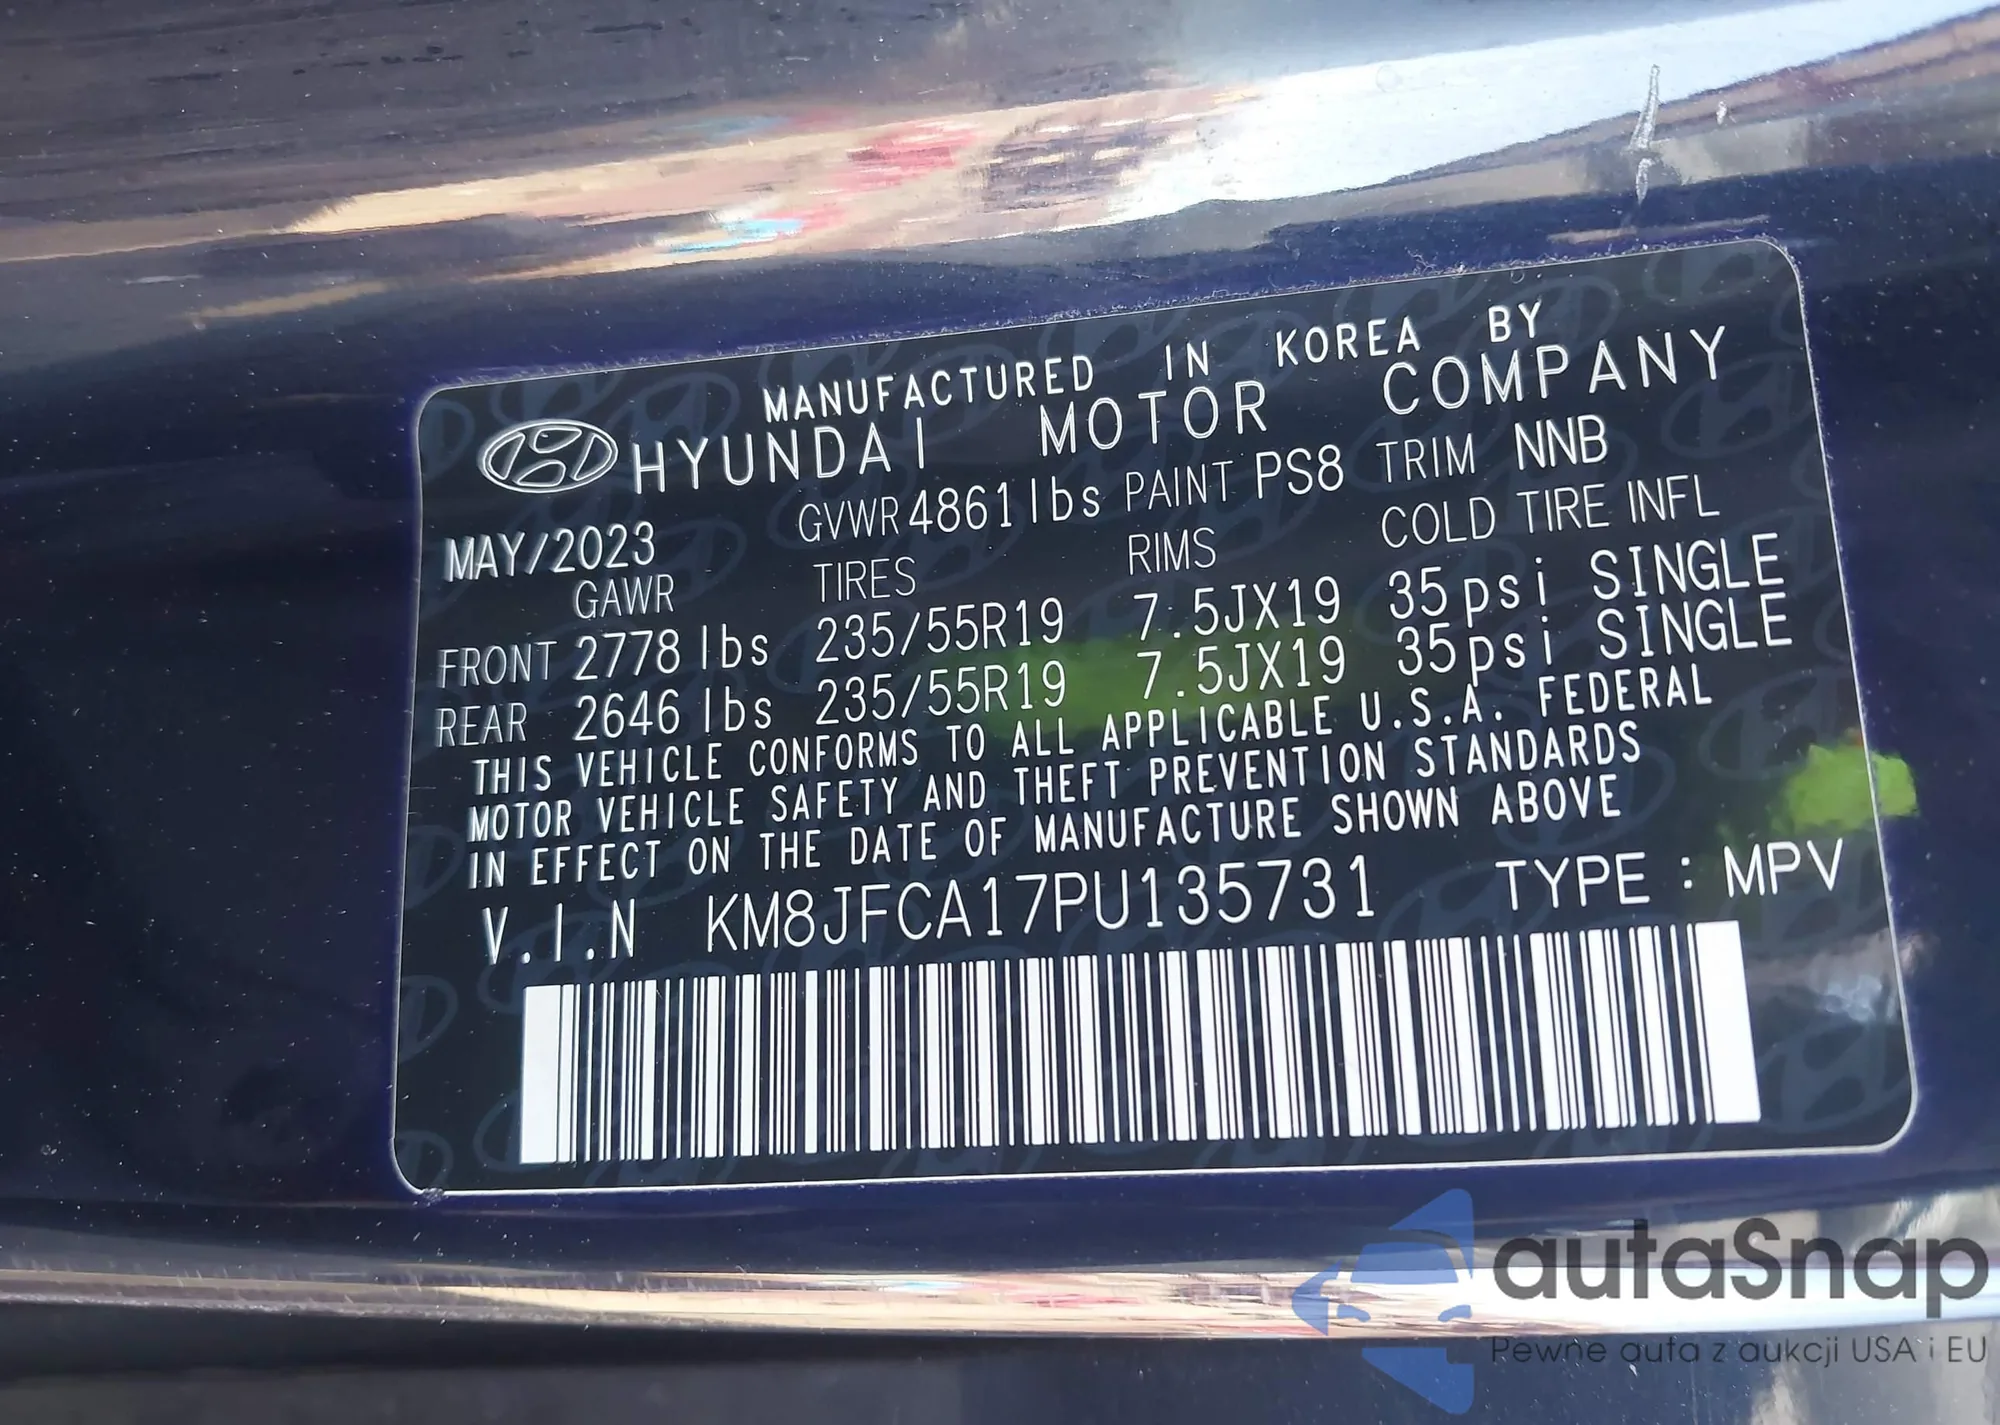 MANUFACTURED IN KOREA BY
HYUNDAI MOTOR COMPANY
MAY/2023 GVWR 4861 lbs PAINT PS8 TRIM NNB
GAWR TIRES RIMS COLD TIRE INFL
FRONT 2778 lbs 235/55R19 7.5JX19 35psi SINGLE
REAR 2646 lbs 235/55R19 7.5JX19 35psi SINGLE
THIS VEHICLE CONFORMS TO ALL APPLICABLE U.S.A. FEDERAL
MOTOR VEHICLE SAFETY AND THEFT PREVENTION STANDARDS
IN EFFECT ON THE DATE OF MANUFACTURE SHOWN ABOVE
V.I.N KM8JFCA17PU135731 TYPE : MPV
autaSnap
Pewne auta z aukcji USA i EU